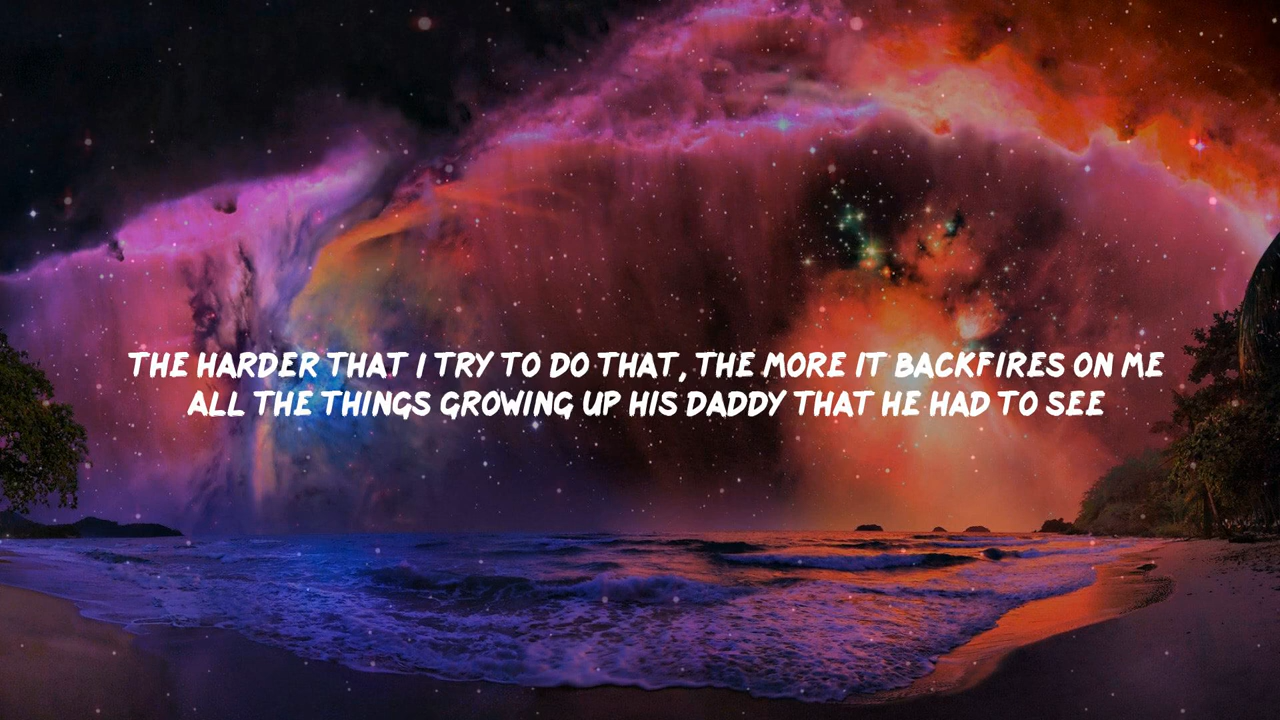 THE HARDER THAT I TRY TO DO THAT, THE MORE IT BACKFIRES ON ME
ALL THE THINGS GROWING UP HIS DADDY THAT HE HAD TO SEE